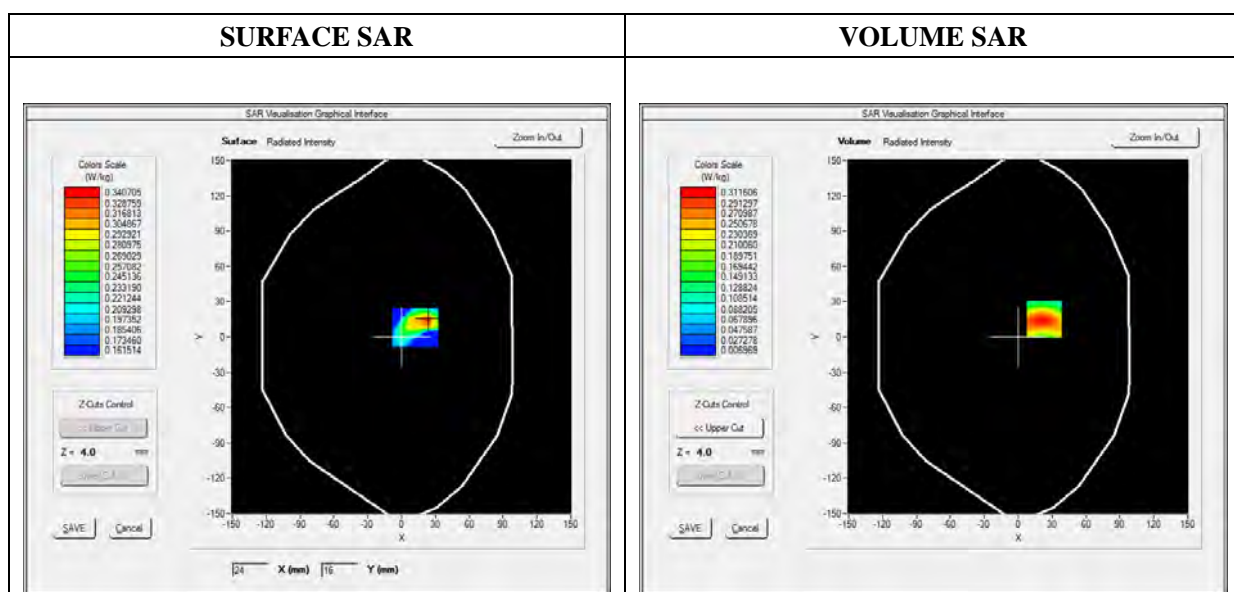 SURFACE SAR
VOLUME SAR
SAR Visualisation Graphical Interface
Surface Radiated Intensity
Zoom In/Out
Colors Scale
(W/kg)
0.340705
0.328759
0.316813
0.304867
0.292921
0.280975
0.269029
0.257082
0.245136
0.233190
0.221244
0.209298
0.197352
0.185406
0.173460
0.161514
150
120
90
60
30
0
-30
-60
-90
-120
-150
Y
-150 -120 -90 -60 -30 0 30 60 90 120 150
X
Z-Cuts Control
<< Upper Cut
Z = 4.0 mm
SAVE Cancel
24 X (mm) 16 Y (mm)
SAR Visualisation Graphical Interface
Volume Radiated Intensity
Zoom In/Out
Colors Scale
(W/kg)
0.311606
0.291297
0.270987
0.250678
0.230369
0.210060
0.189751
0.169442
0.149133
0.128824
0.108514
0.088205
0.067896
0.047587
0.027278
0.006969
150
120
90
60
30
0
-30
-60
-90
-120
-150
Y
-150 -120 -90 -60 -30 0 30 60 90 120 150
X
Z-Cuts Control
<< Upper Cut
Z = 4.0 mm
SAVE Cancel